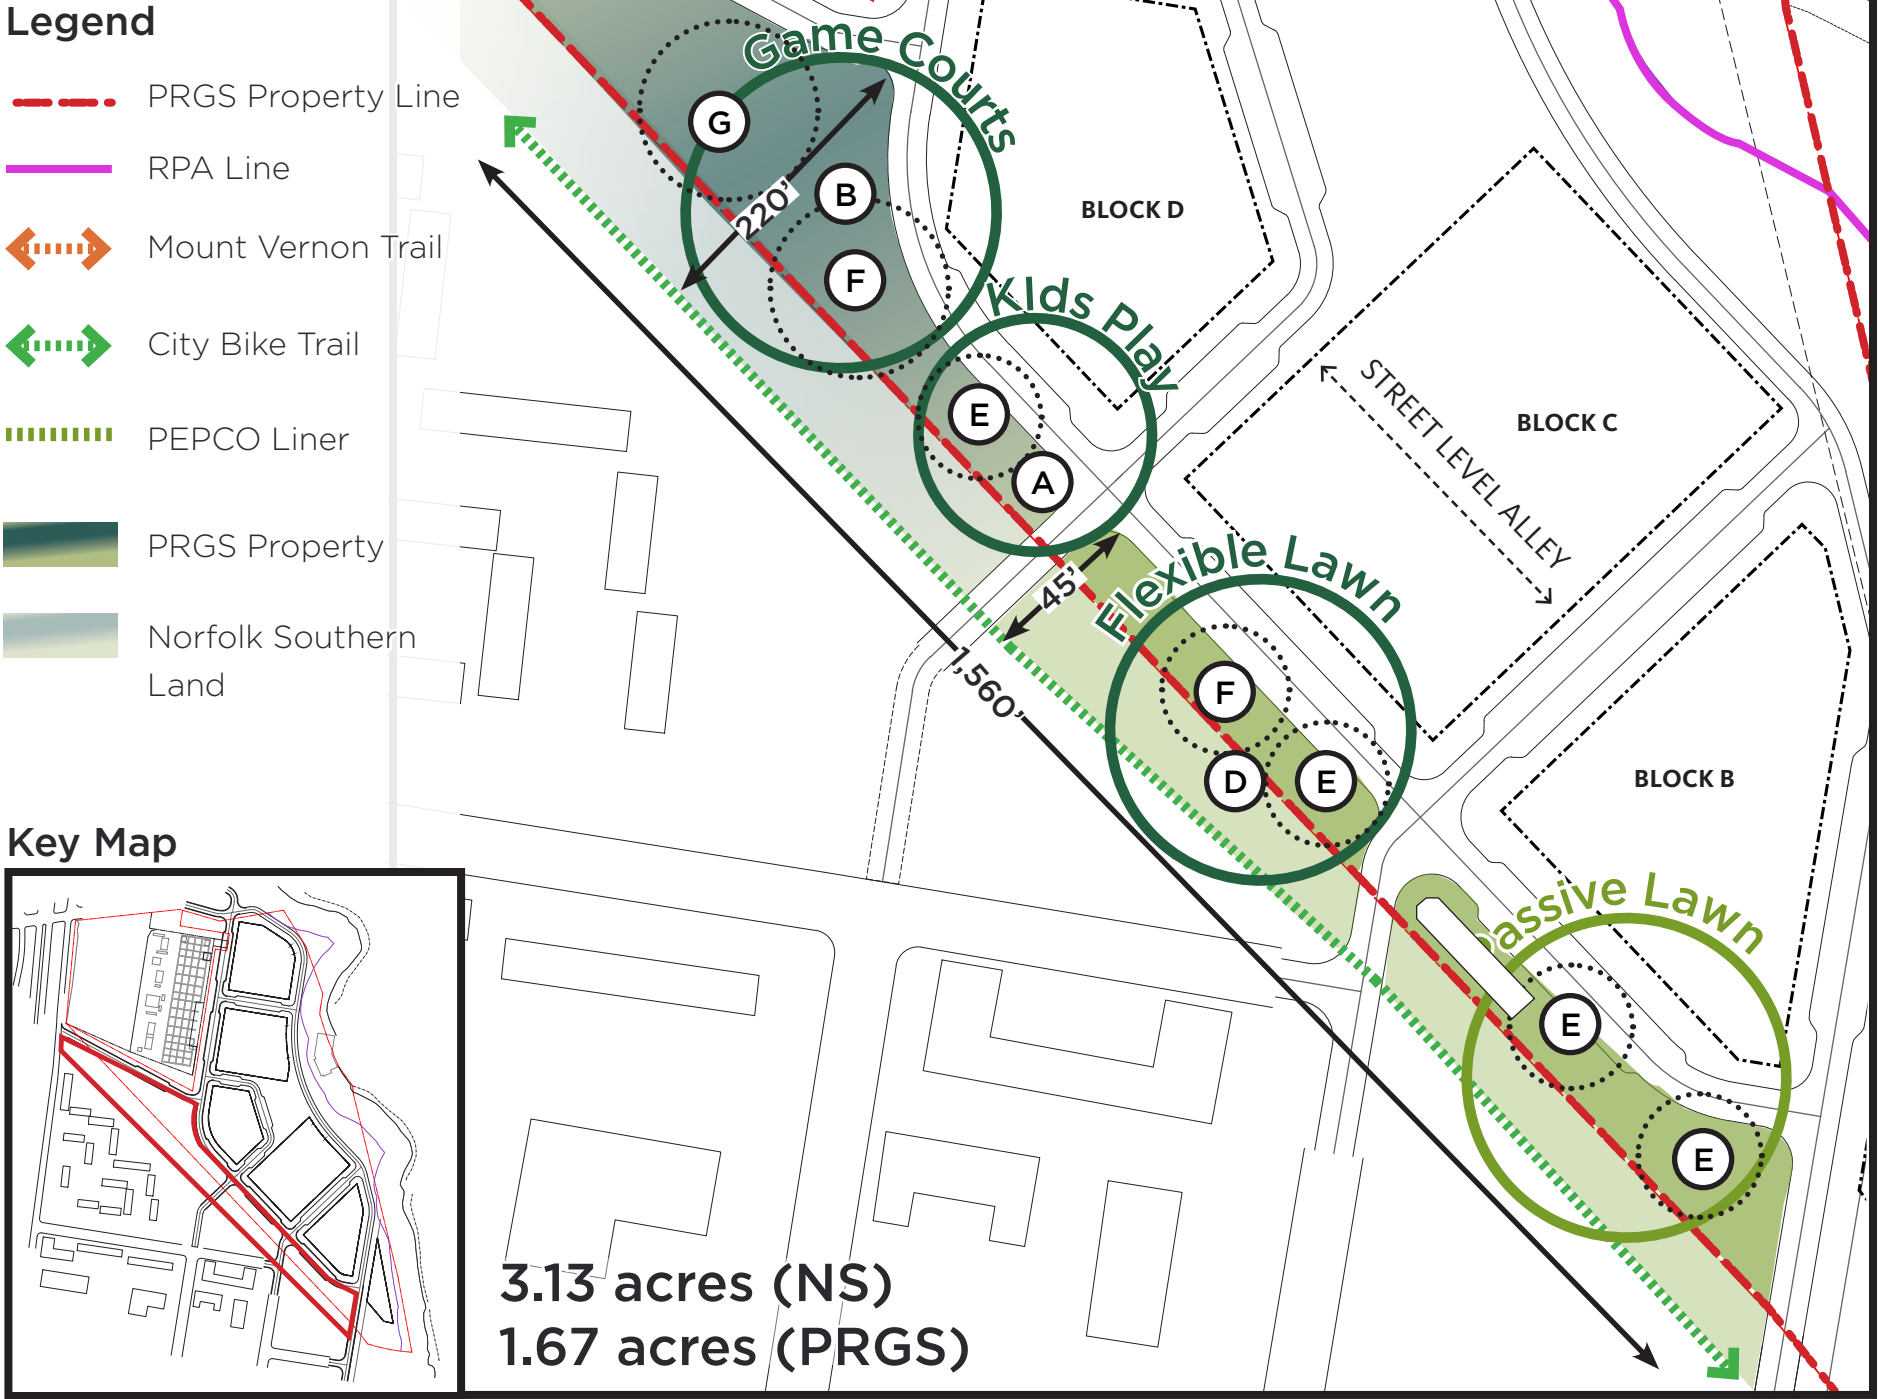 Legend
PRGS Property Line
RPA Line
Mount Vernon Trail
City Bike Trail
PEPCO Liner
PRGS Property
Norfolk Southern
Land
Key Map
Game Courts
G
220'
B
F
BLOCK D
KIds Play
E
A
BLOCK C
STREET LEVEL ALLEY
45'
Flexible Lawn
F
D
E
1,560'
BLOCK B
Passive Lawn
E
E
3.13 acres (NS)
1.67 acres (PRGS)